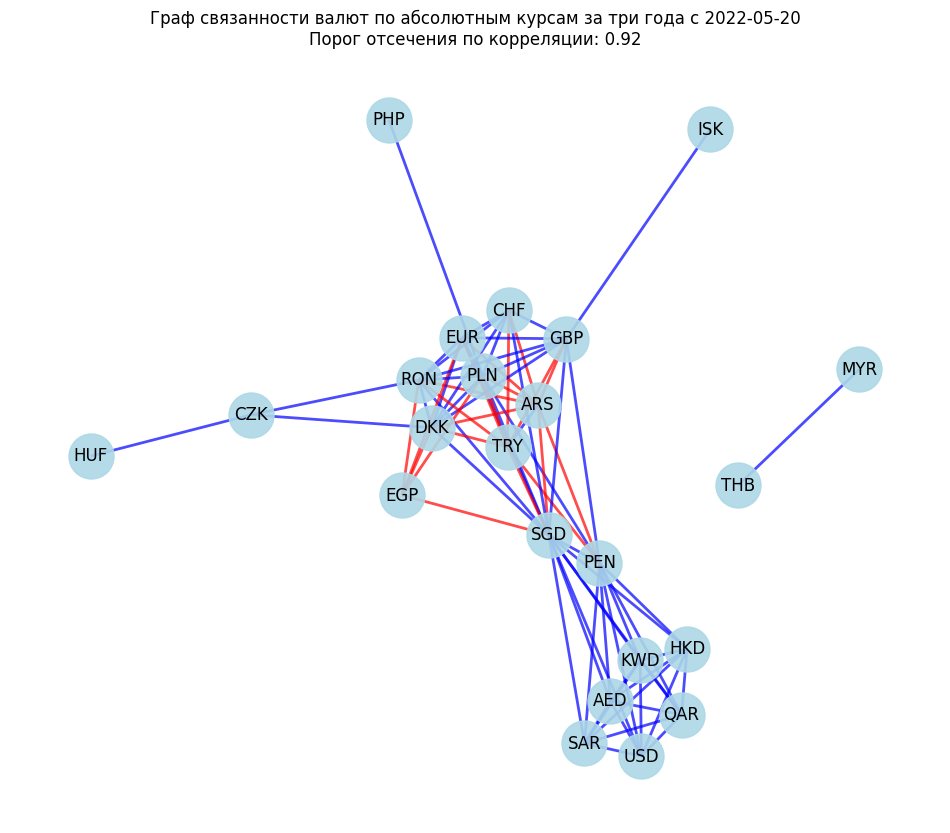 Граф связанности валют по абсолютным курсам за три года с 2022-05-20
Порог отсечения по корреляции: 0.92
PHP
ISK
CHF
EUR
GBP
MYR
PLN
RON
ARS
CZK
DKK
TRY
HUF
THB
EGP
SGD
PEN
HKD
KWD
AED
QAR
SAR
USD